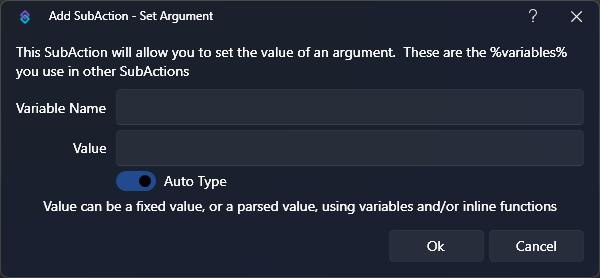 Add SubAction - Set Argument
This SubAction will allow you to set the value of an argument.  These are the %variables%
you use in other SubActions
Variable Name
Value
Auto Type
Value can be a fixed value, or a parsed value, using variables and/or inline functions
Ok
Cancel